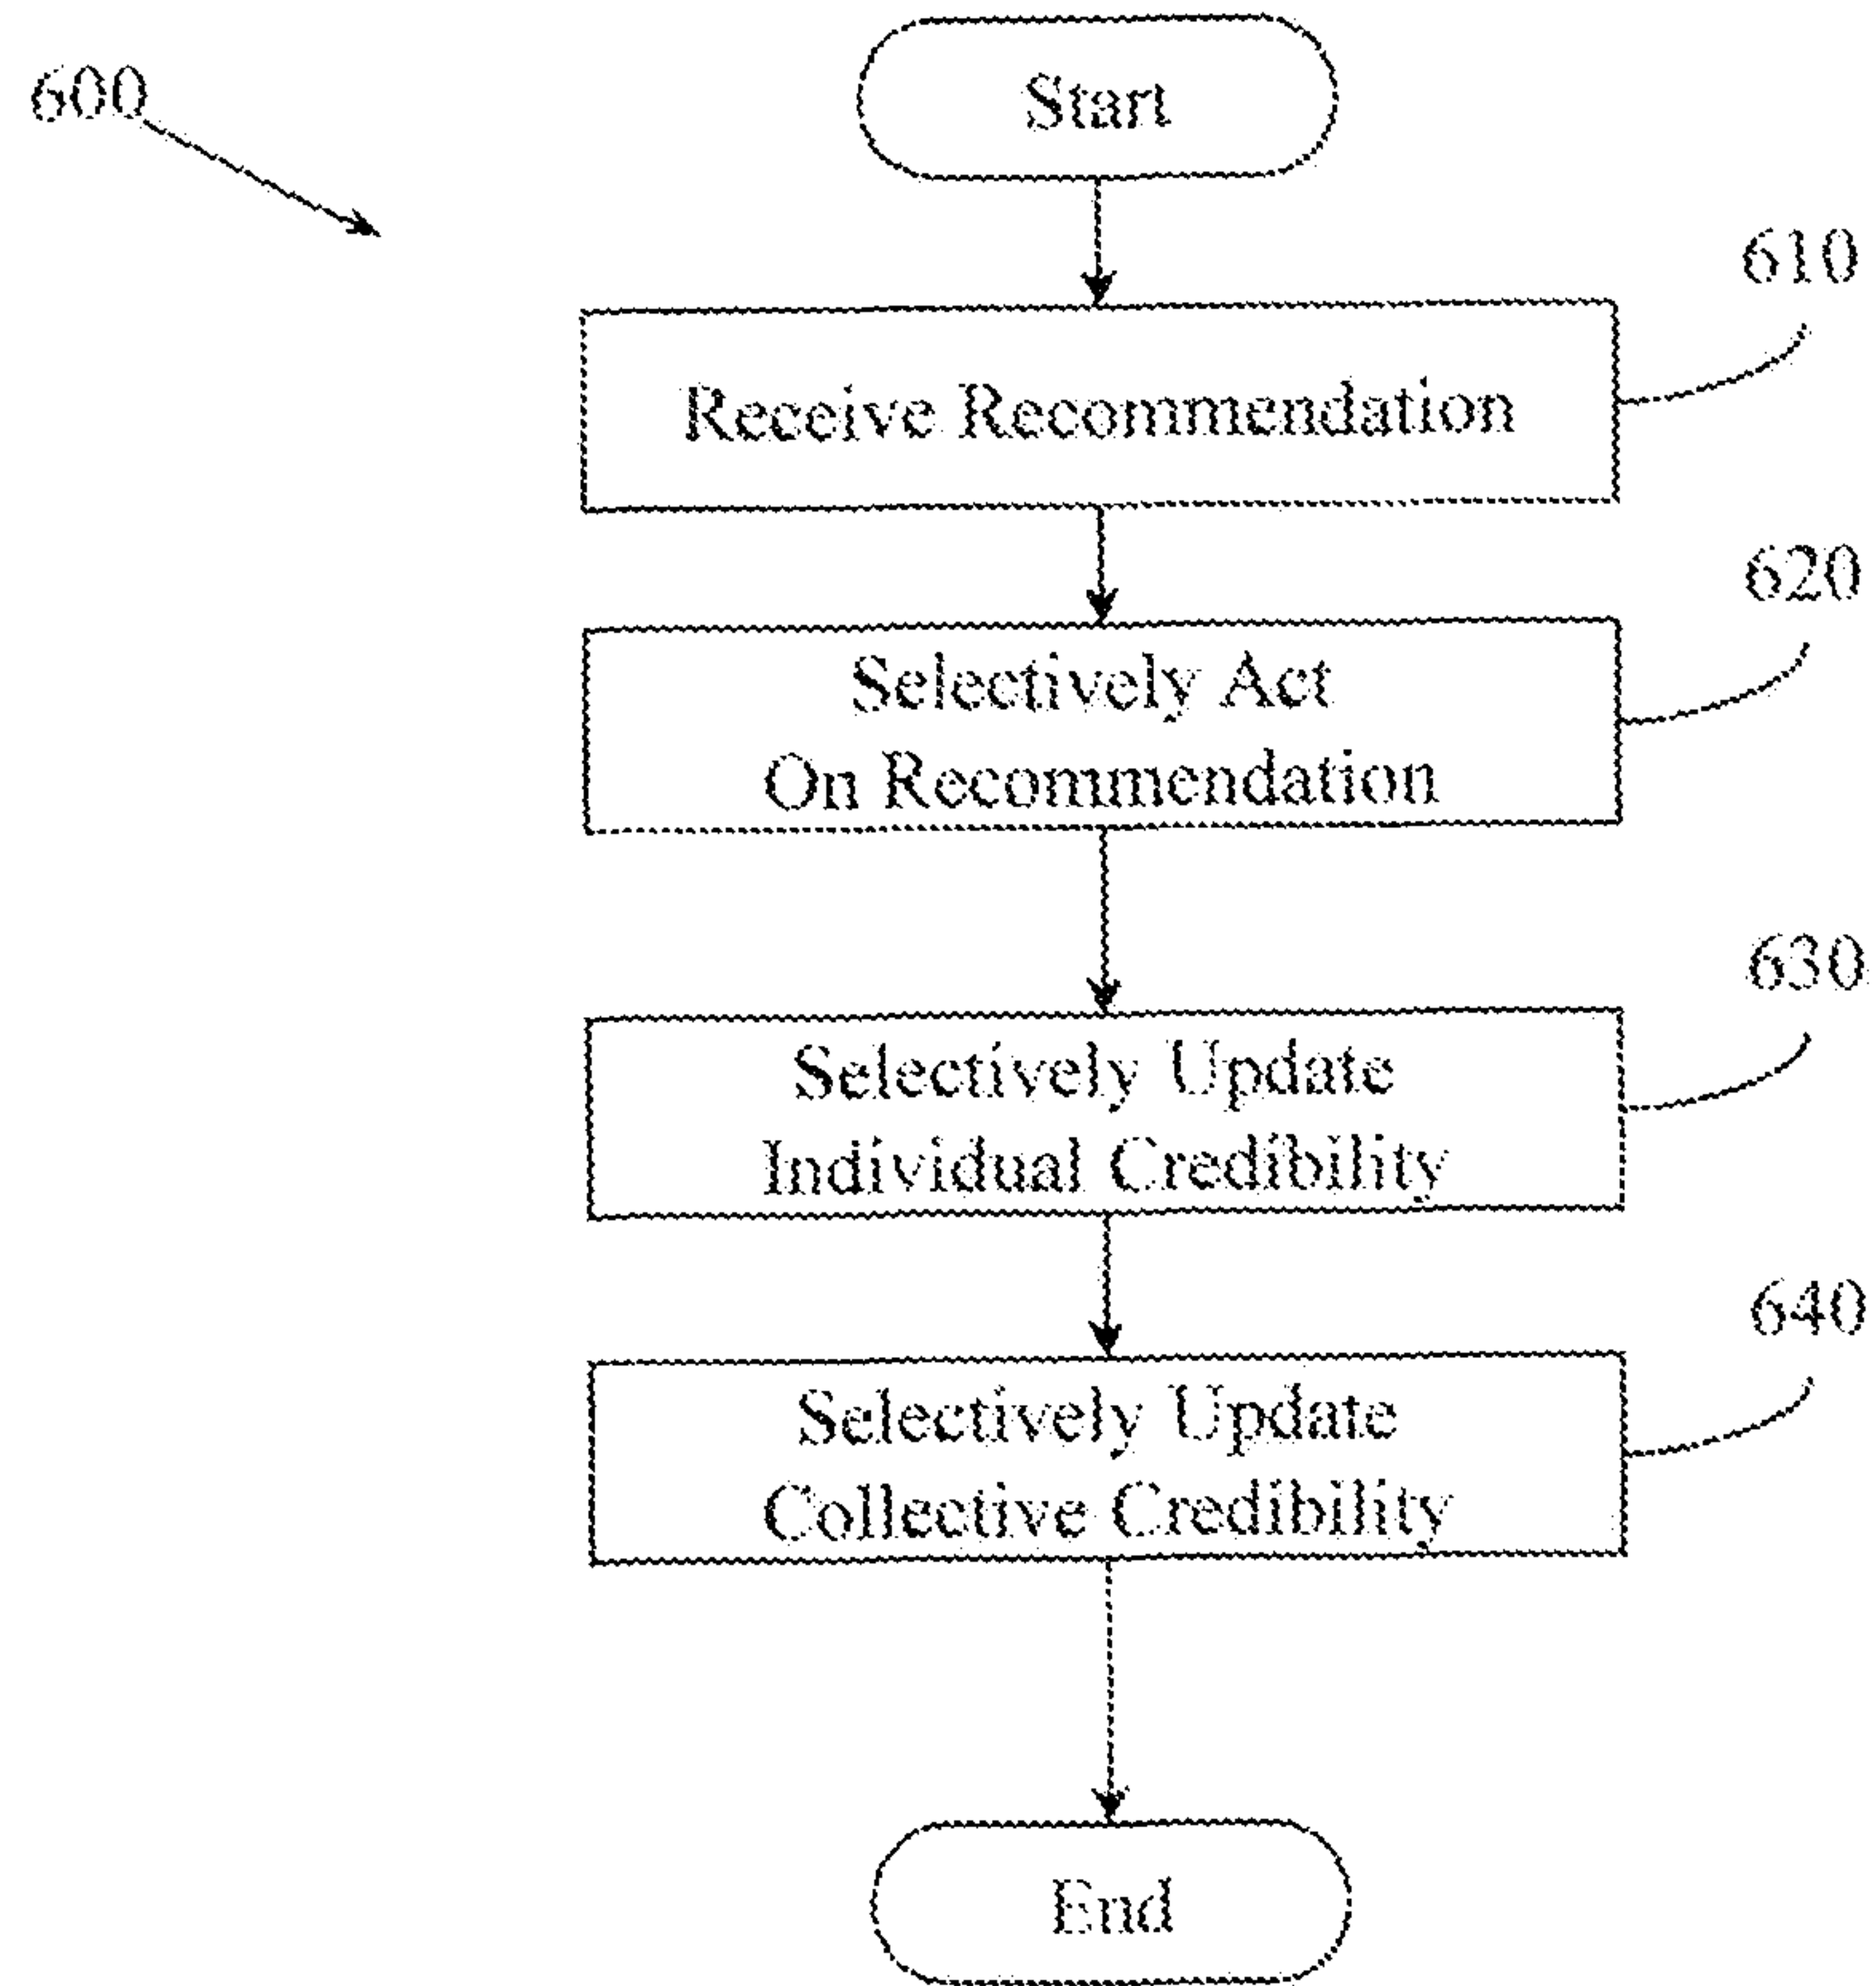 600
Start
610
Receive Recommendation
620
Selectively Act
On Recommendation
630
Selectively Update
Individual Credibility
640
Selectively Update
Collective Credibility
End